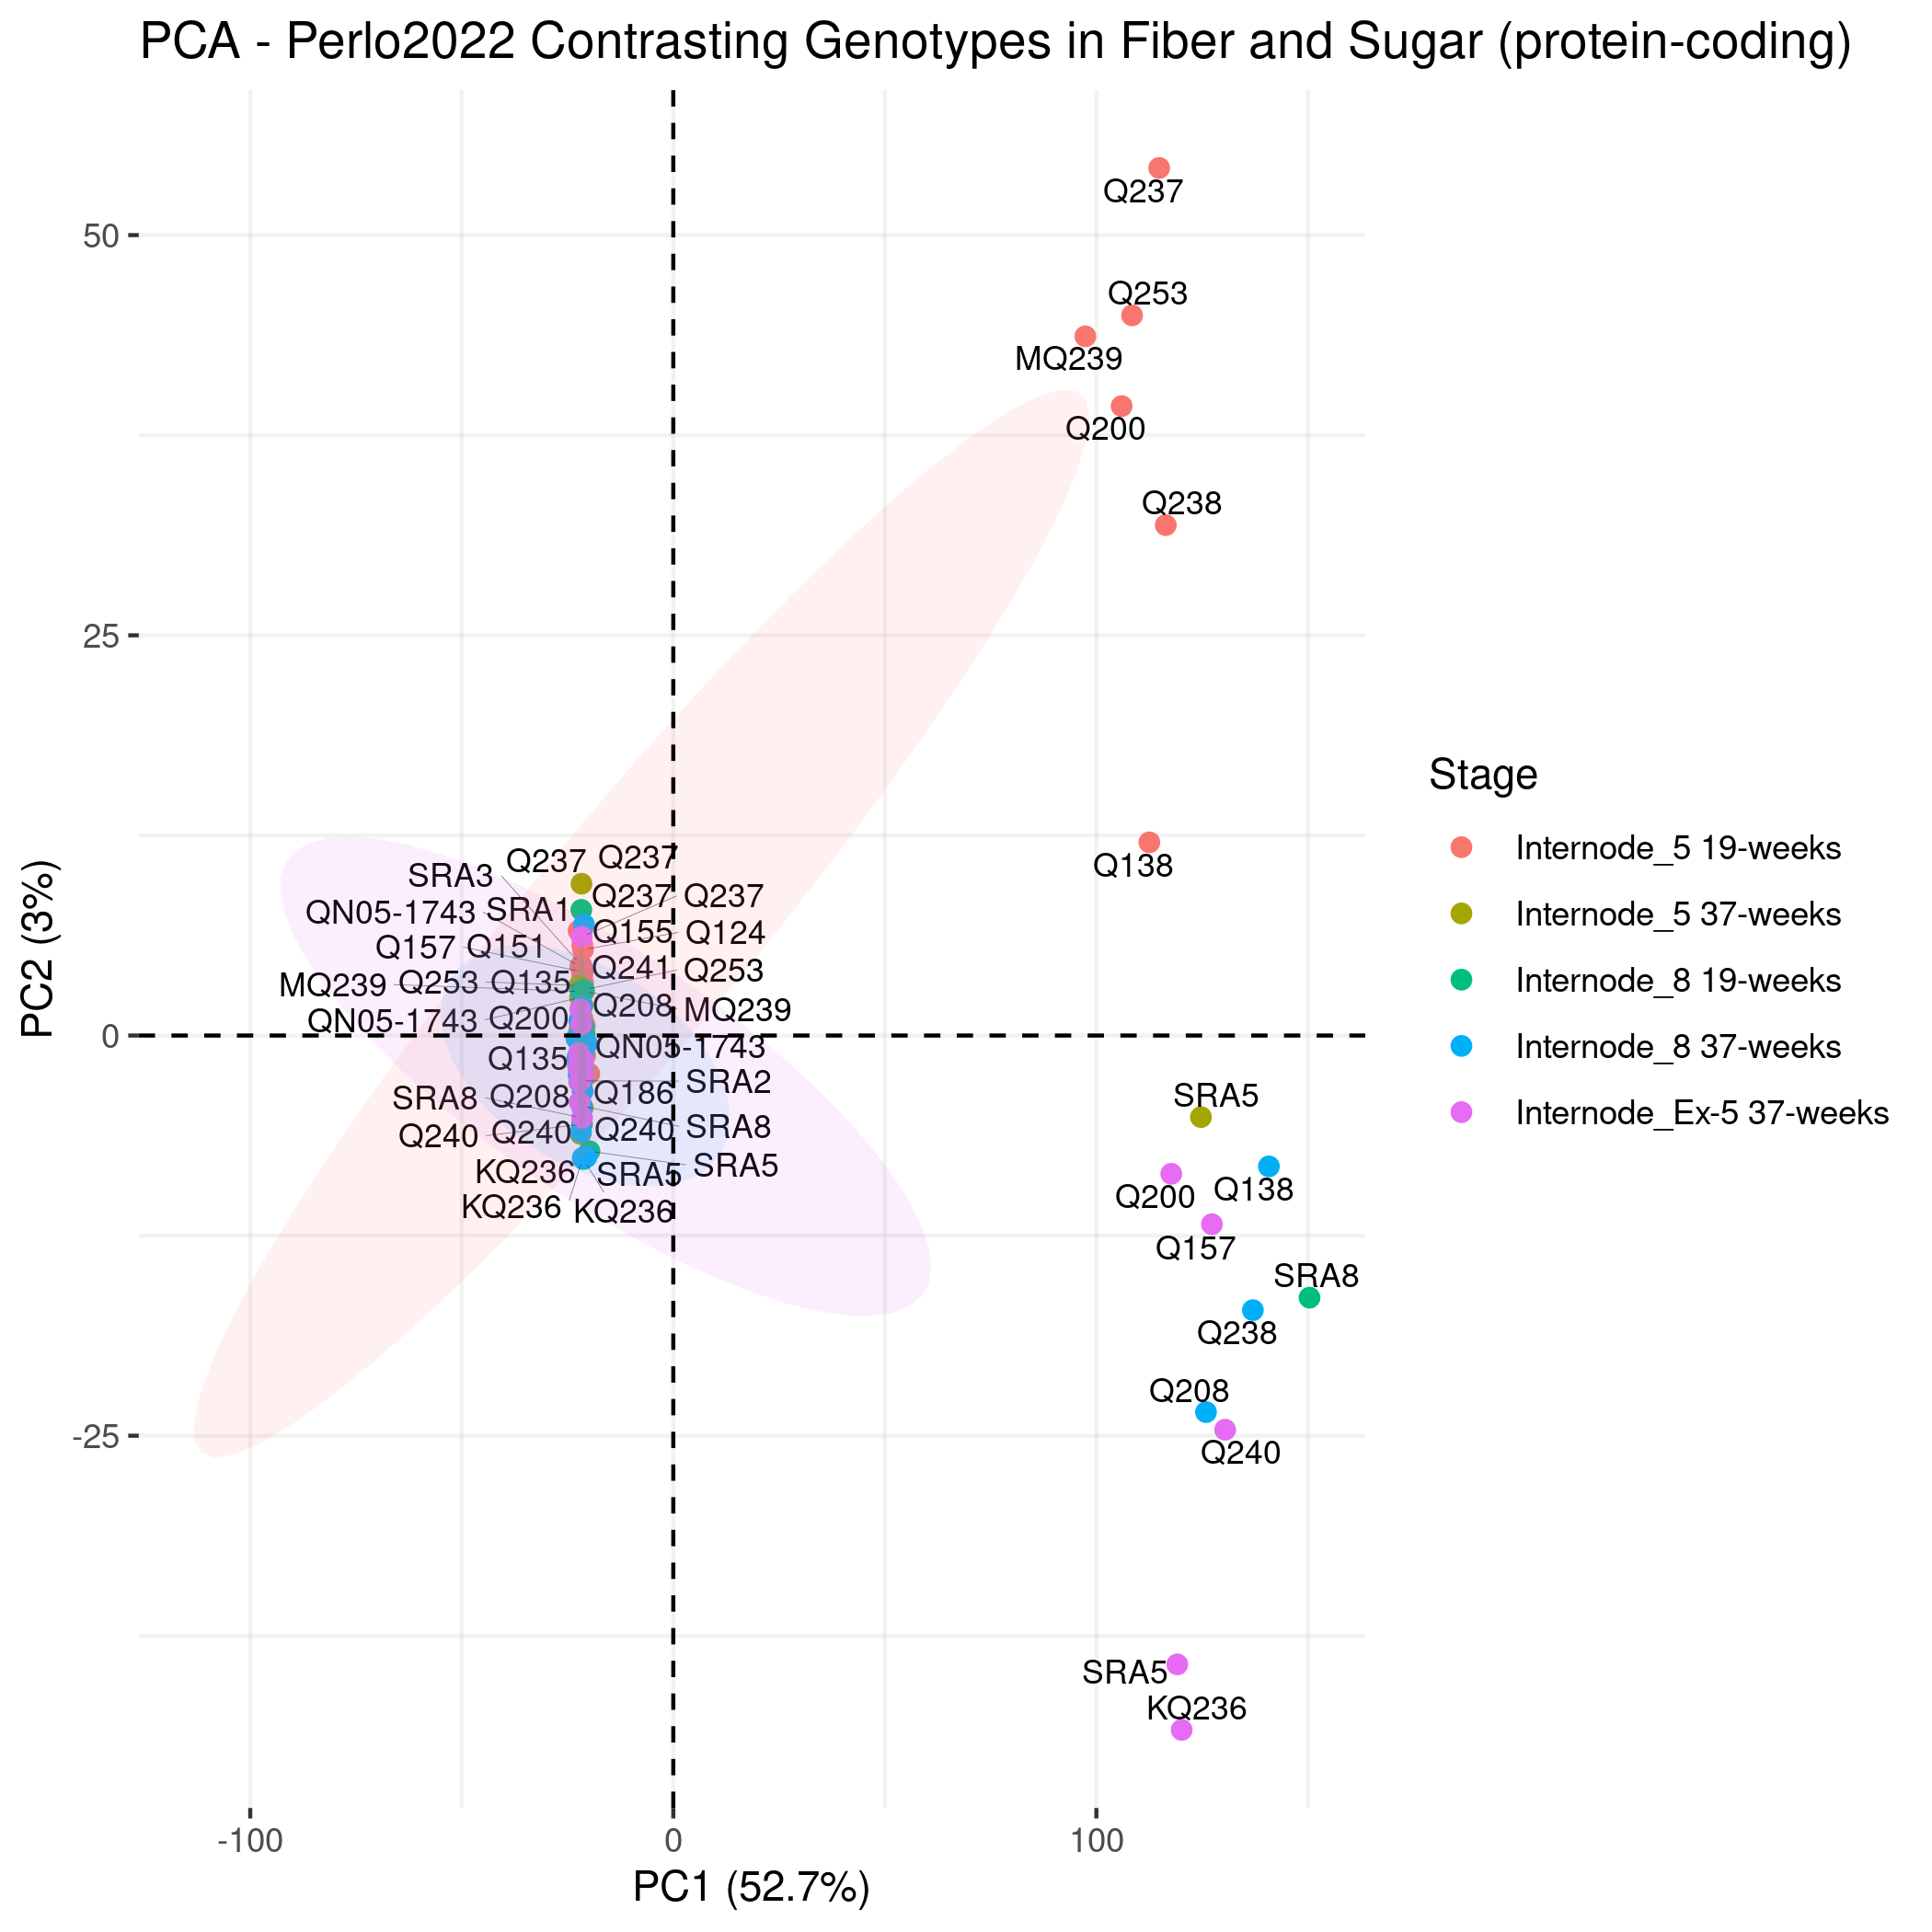 PCA - Perlo2022 Contrasting Genotypes in Fiber and Sugar (protein-coding)
Q237
50
Q253
MQ239
Q200
Q238
25
Q138
Q237 Q237
SRA3
Q237 Q237
QN05-1743 SRA1
Q155 Q124
Q157 Q151
Q241 Q253
MQ239 Q253 Q135
Q208 MQ239
QN05-1743 Q200
0
Q135 QN05-1743
SRA2
SRA8 Q208 Q186
Q240 Q240 Q240 SRA8
KQ236 SRA5 SRA5
KQ236 KQ236
SRA5
Q200 Q138
Q157
SRA8
Q238
Q208
-25
Q240
SRA5
KQ236
-100
0
100
PC1 (52.7%)
PC2 (3%)
Stage
Internode_5 19-weeks
Internode_5 37-weeks
Internode_8 19-weeks
Internode_8 37-weeks
Internode_Ex-5 37-weeks